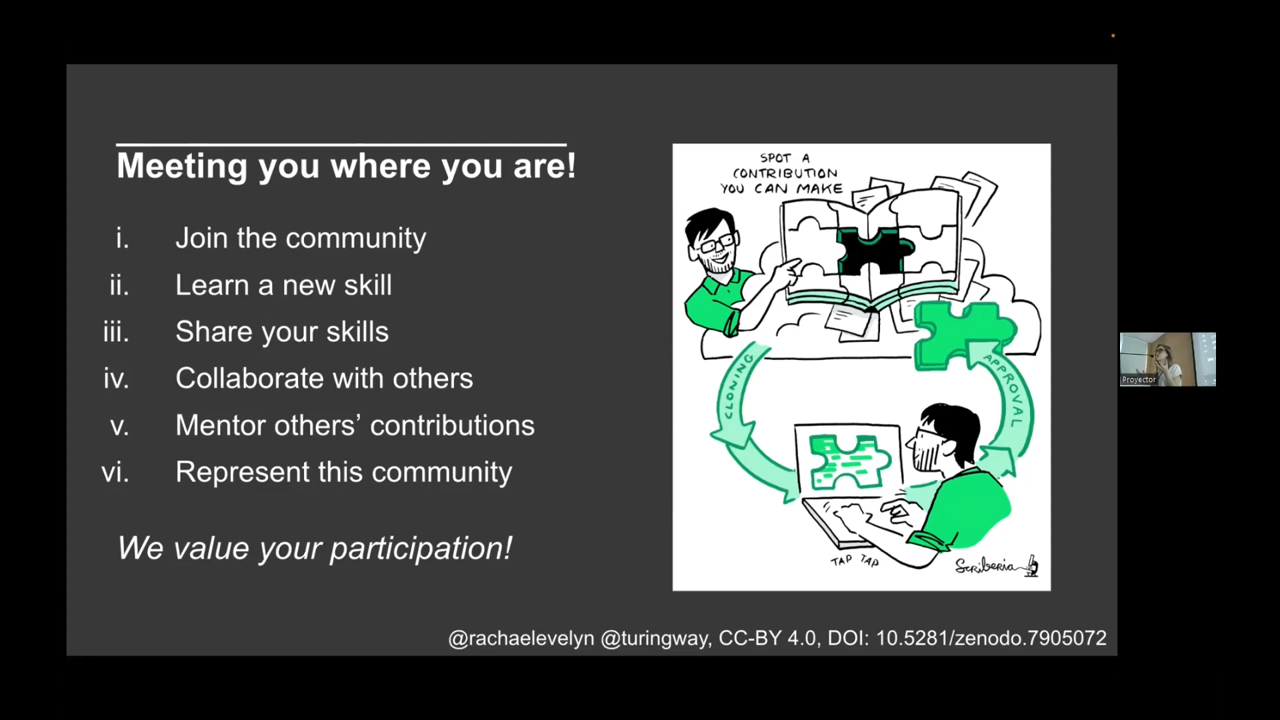 Meeting you where you are!
i. Join the community
ii. Learn a new skill
iii. Share your skills
iv. Collaborate with others
v. Mentor others’ contributions
vi. Represent this community
We value your participation!
SPOT A
CONTRIBUTION
YOU CAN MAKE
CLONING
APPROVAL
TAP TAP
Scriberia
@rachaelevelyn @turingway, CC-BY 4.0, DOI: 10.5281/zenodo.7905072
Proyector